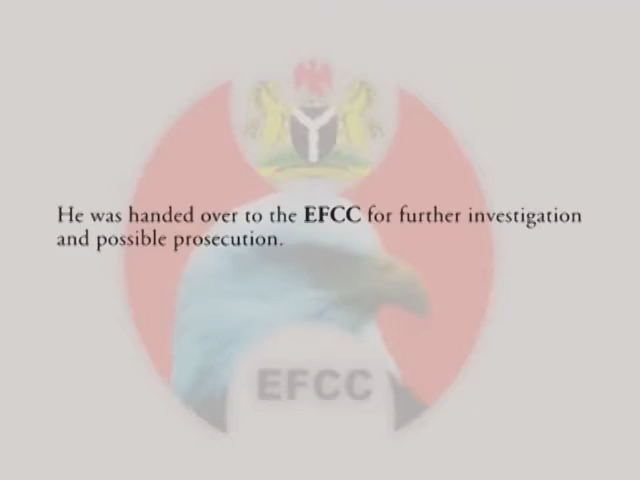 He was handed over to the EFCC for further investigation
and possible prosecution.
EFCC